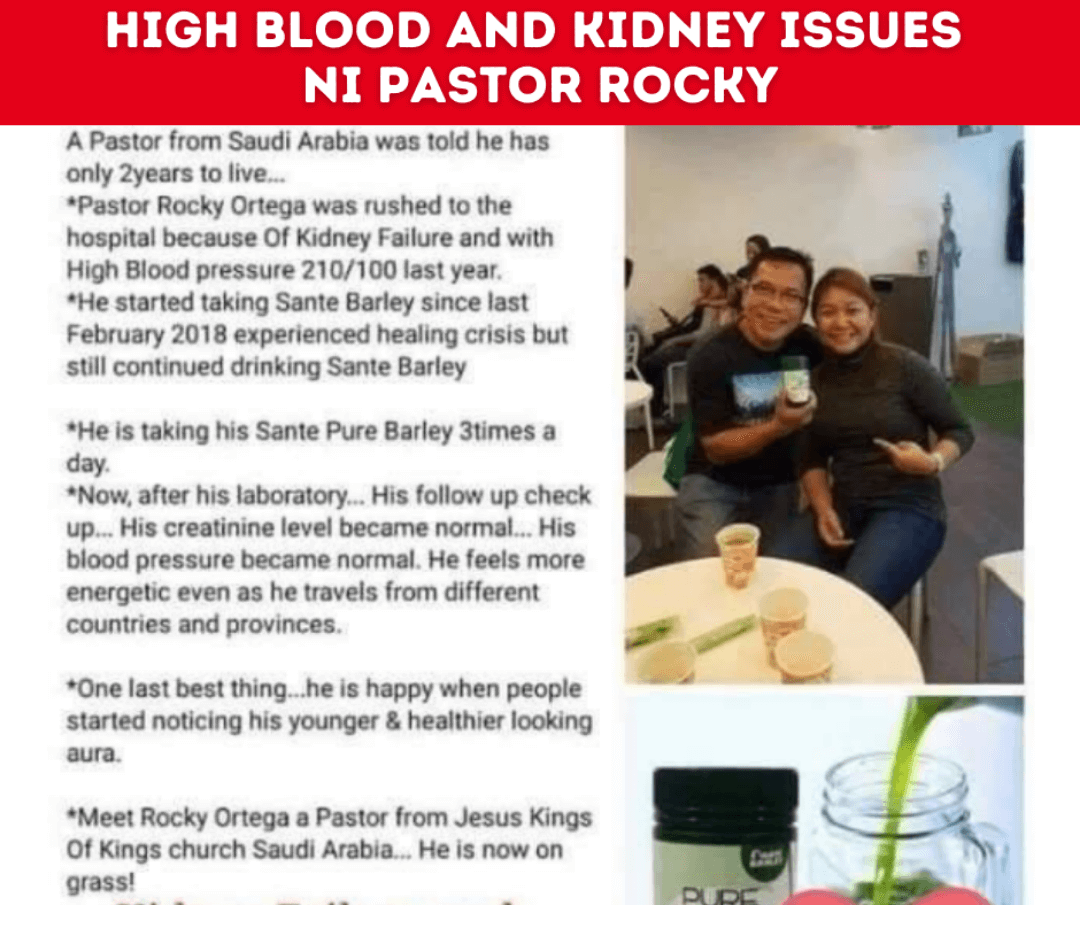 HIGH BLOOD AND KIDNEY ISSUES
NI PASTOR ROCKY
A Pastor from Saudi Arabia was told he has
only 2years to live...
*Pastor Rocky Ortega was rushed to the
hospital because Of Kidney Failure and with
High Blood pressure 210/100 last year.
*He started taking Sante Barley since last
February 2018 experienced healing crisis but
still continued drinking Sante Barley
*He is taking his Sante Pure Barley 3times a
day.
*Now, after his laboratory... His follow up check
up... His creatinine level became normal... His
blood pressure became normal. He feels more
energetic even as he travels from different
countries and provinces.
*One last best thing...he is happy when people
started noticing his younger & healthier looking
aura.
*Meet Rocky Ortega a Pastor from Jesus Kings
Of Kings church Saudi Arabia... He is now on
grass!
PURE